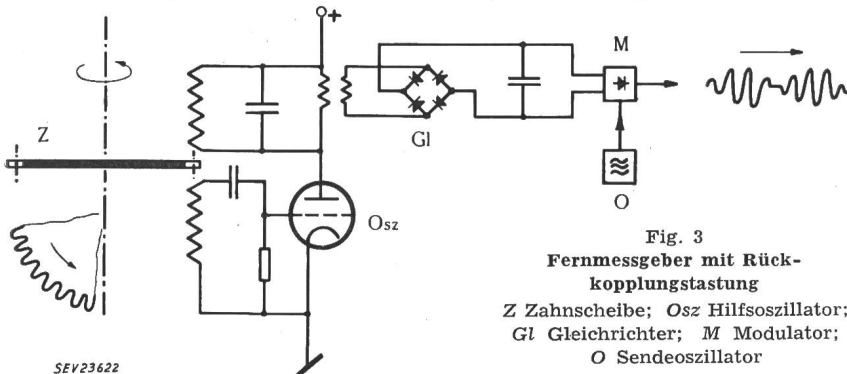 +
M
Z
Gl
Osz
O
Fig. 3
Fernmessgeber mit Rück-
kopplungstastung
Z Zahnscheibe; Osz Hilfsoszillator;
Gl Gleichrichter; M Modulator;
O Sendeoszillator
SEV23622